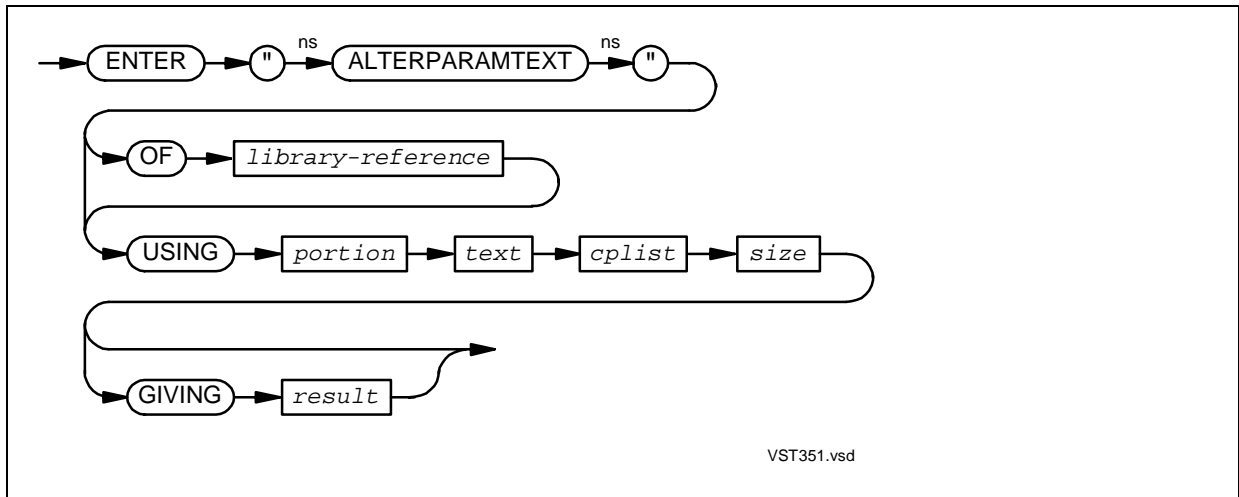 ns ns
ENTER " ALTERPARAMTEXT "
OF library-reference
USING portion text cplist size
GIVING result
VST351.vsd